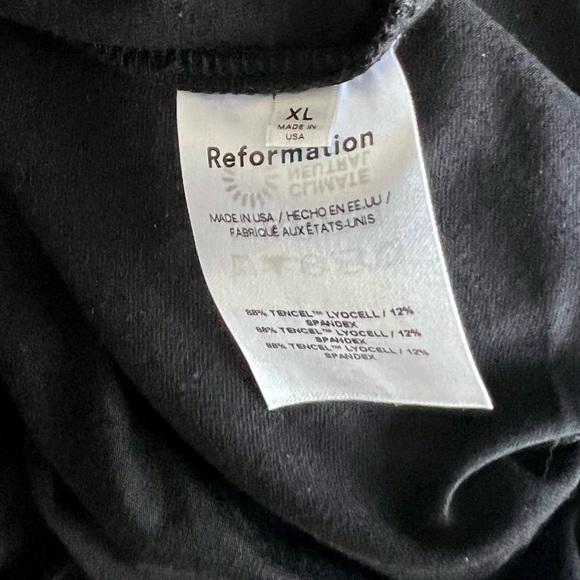 XL
MADE IN
USA
Reformation
NEUTRAL
CLIMATE
MADE IN USA / HECHO EN EE.UU /
FABRIQUÉ AUX ÉTATS-UNIS
88% TENCEL™ LYOCELL / 12%
SPANDEX
88% TENCEL™ LYOCELL / 12%
SPANDEX
88% TENCEL™ LYOCELL / 12%
SPANDEX